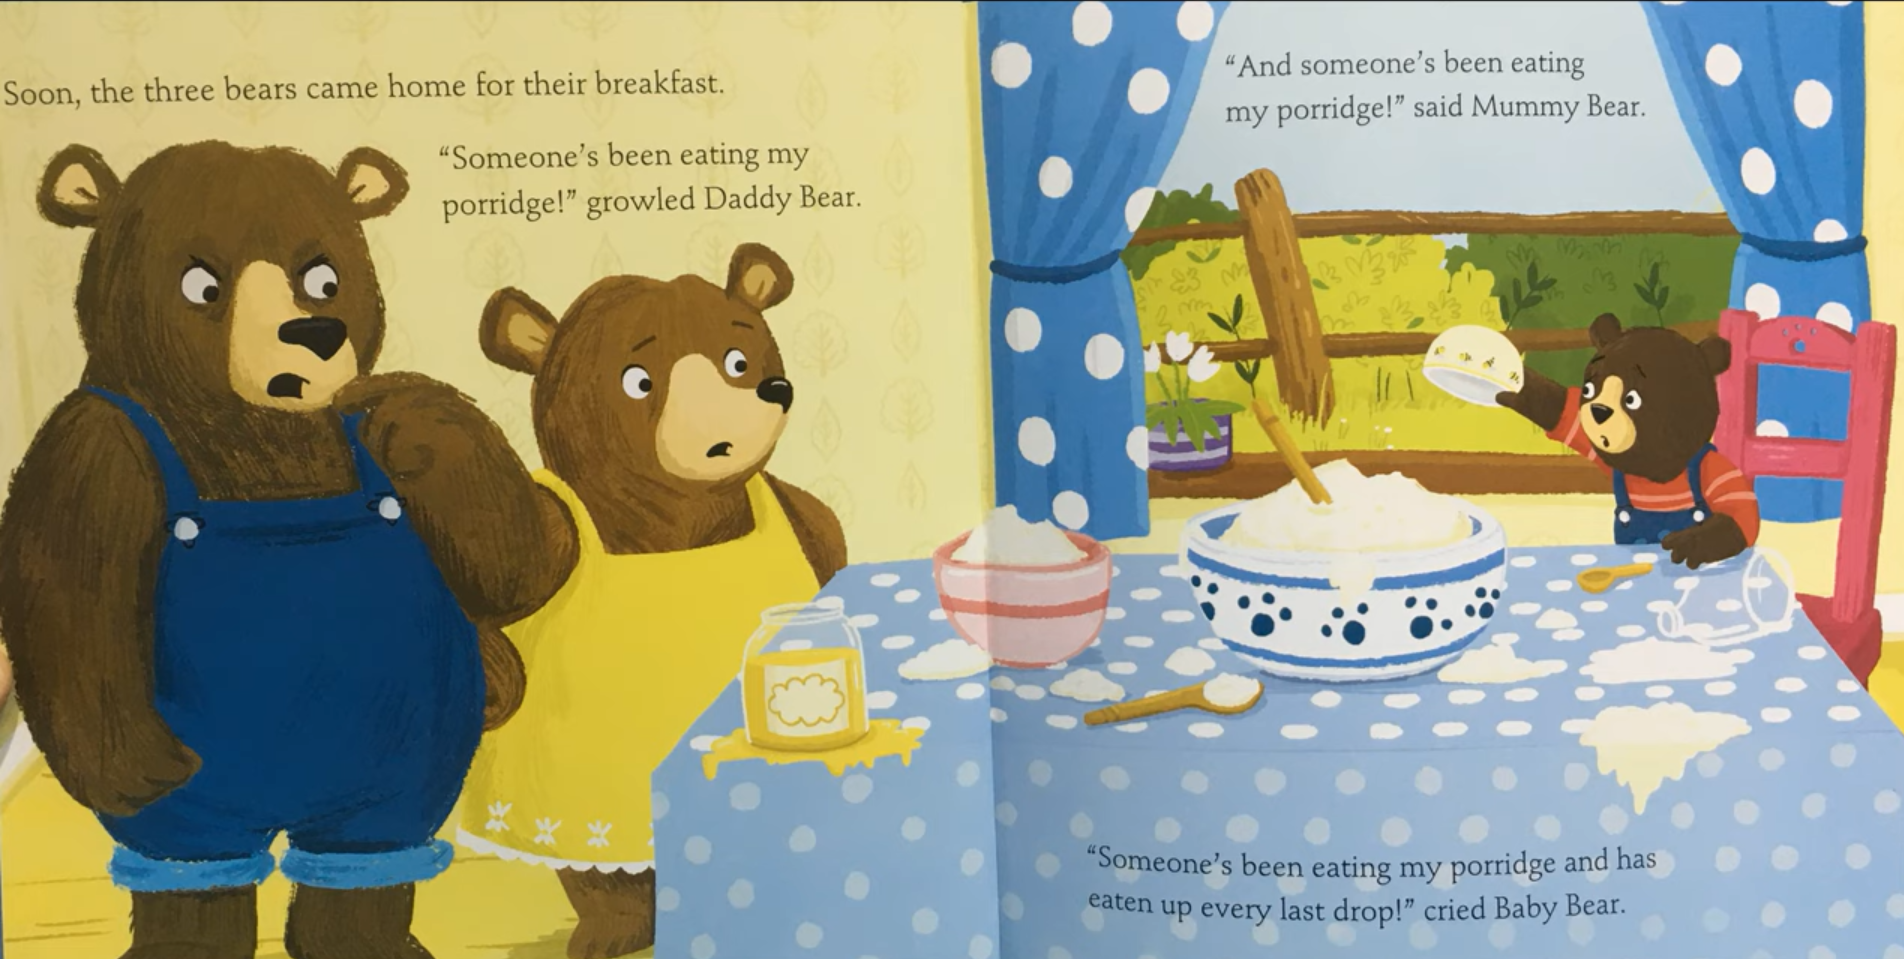 Soon, the three bears came home for their breakfast.
“Someone’s been eating my
porridge!” growled Daddy Bear.
“And someone’s been eating
my porridge!” said Mummy Bear.
“Someone’s been eating my porridge and has
eaten up every last drop!” cried Baby Bear.